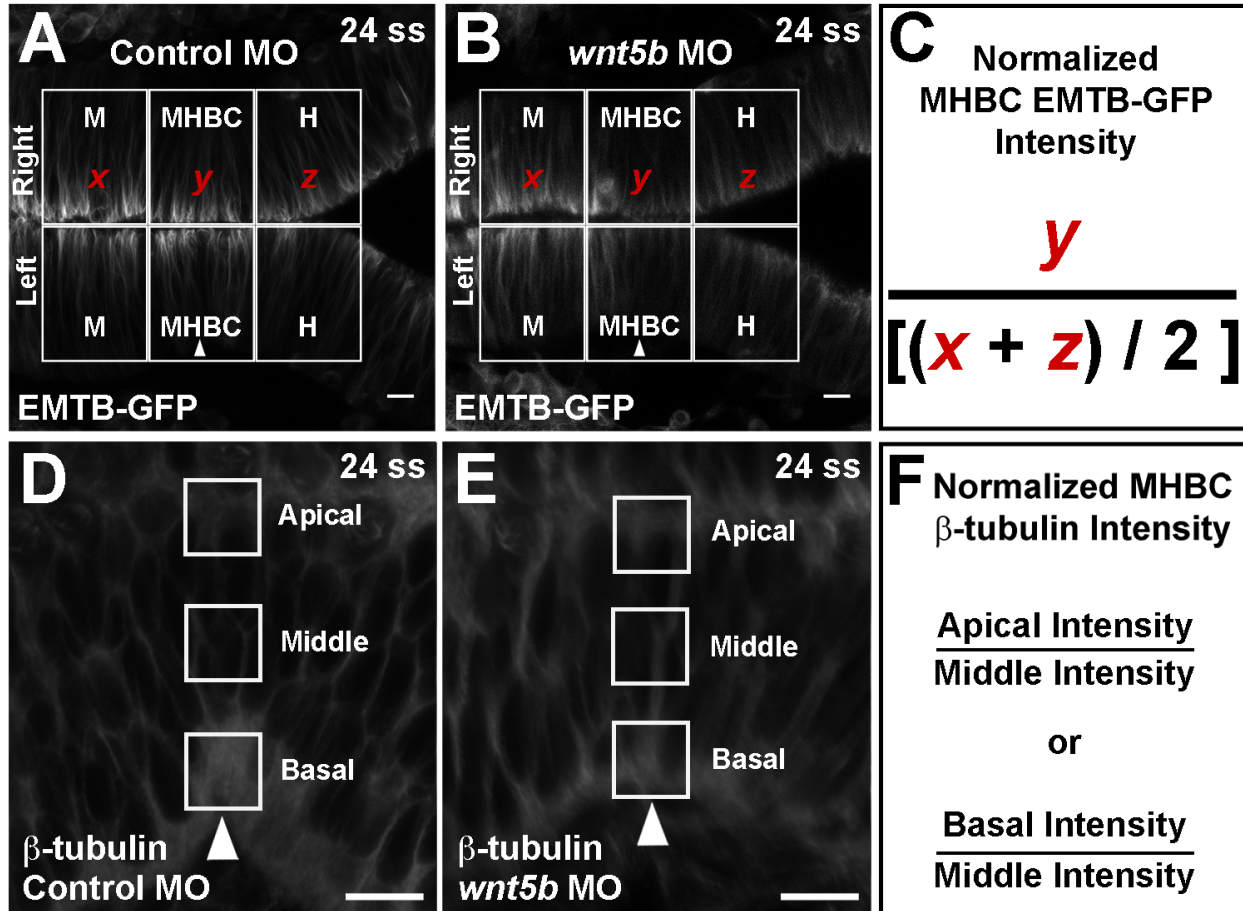 A
Control MO
24 ss
Right
M
MHBC
H
x
y
z
Left
M
MHBC
H
EMTB-GFP
B
wnt5b MO
24 ss
Right
M
MHBC
H
x
y
z
Left
M
MHBC
H
EMTB-GFP
C
Normalized
MHBC EMTB-GFP
Intensity
y
[(x + z) / 2 ]
D
24 ss
Apical
Middle
Basal
β-tubulin
Control MO
E
24 ss
Apical
Middle
Basal
β-tubulin
wnt5b MO
F
Normalized MHBC
β-tubulin Intensity
Apical Intensity
Middle Intensity
or
Basal Intensity
Middle Intensity